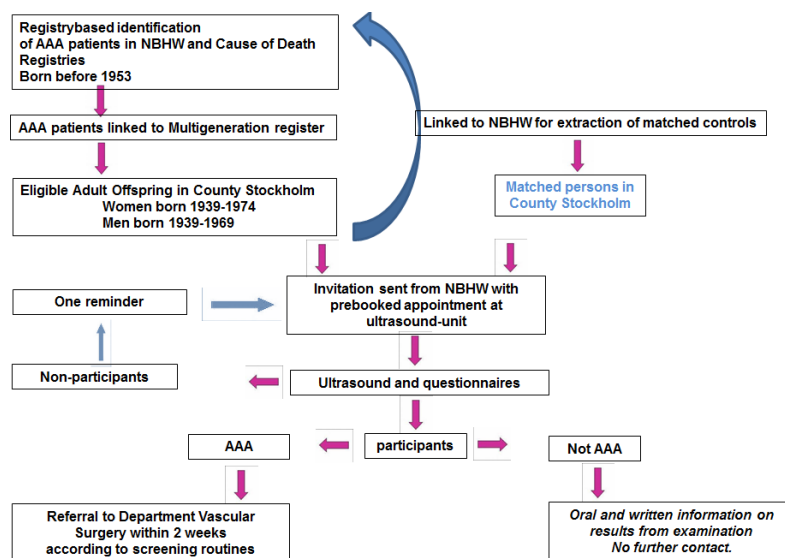 Registrybased identification
of AAA patients in NBHW and Cause of Death
Registries
Born before 1953
AAA patients linked to Multigeneration register
Linked to NBHW for extraction of matched controls
Eligible Adult Offspring in County Stockholm
Women born 1939-1974
Men born 1939-1969
Matched persons in
County Stockholm
Invitation sent from NBHW with
prebooked appointment at
ultrasound-unit
One reminder
Non-participants
Ultrasound and questionnaires
AAA
participants
Not AAA
Referral to Department Vascular
Surgery within 2 weeks
according to screening routines
Oral and written information on
results from examination
No further contact.